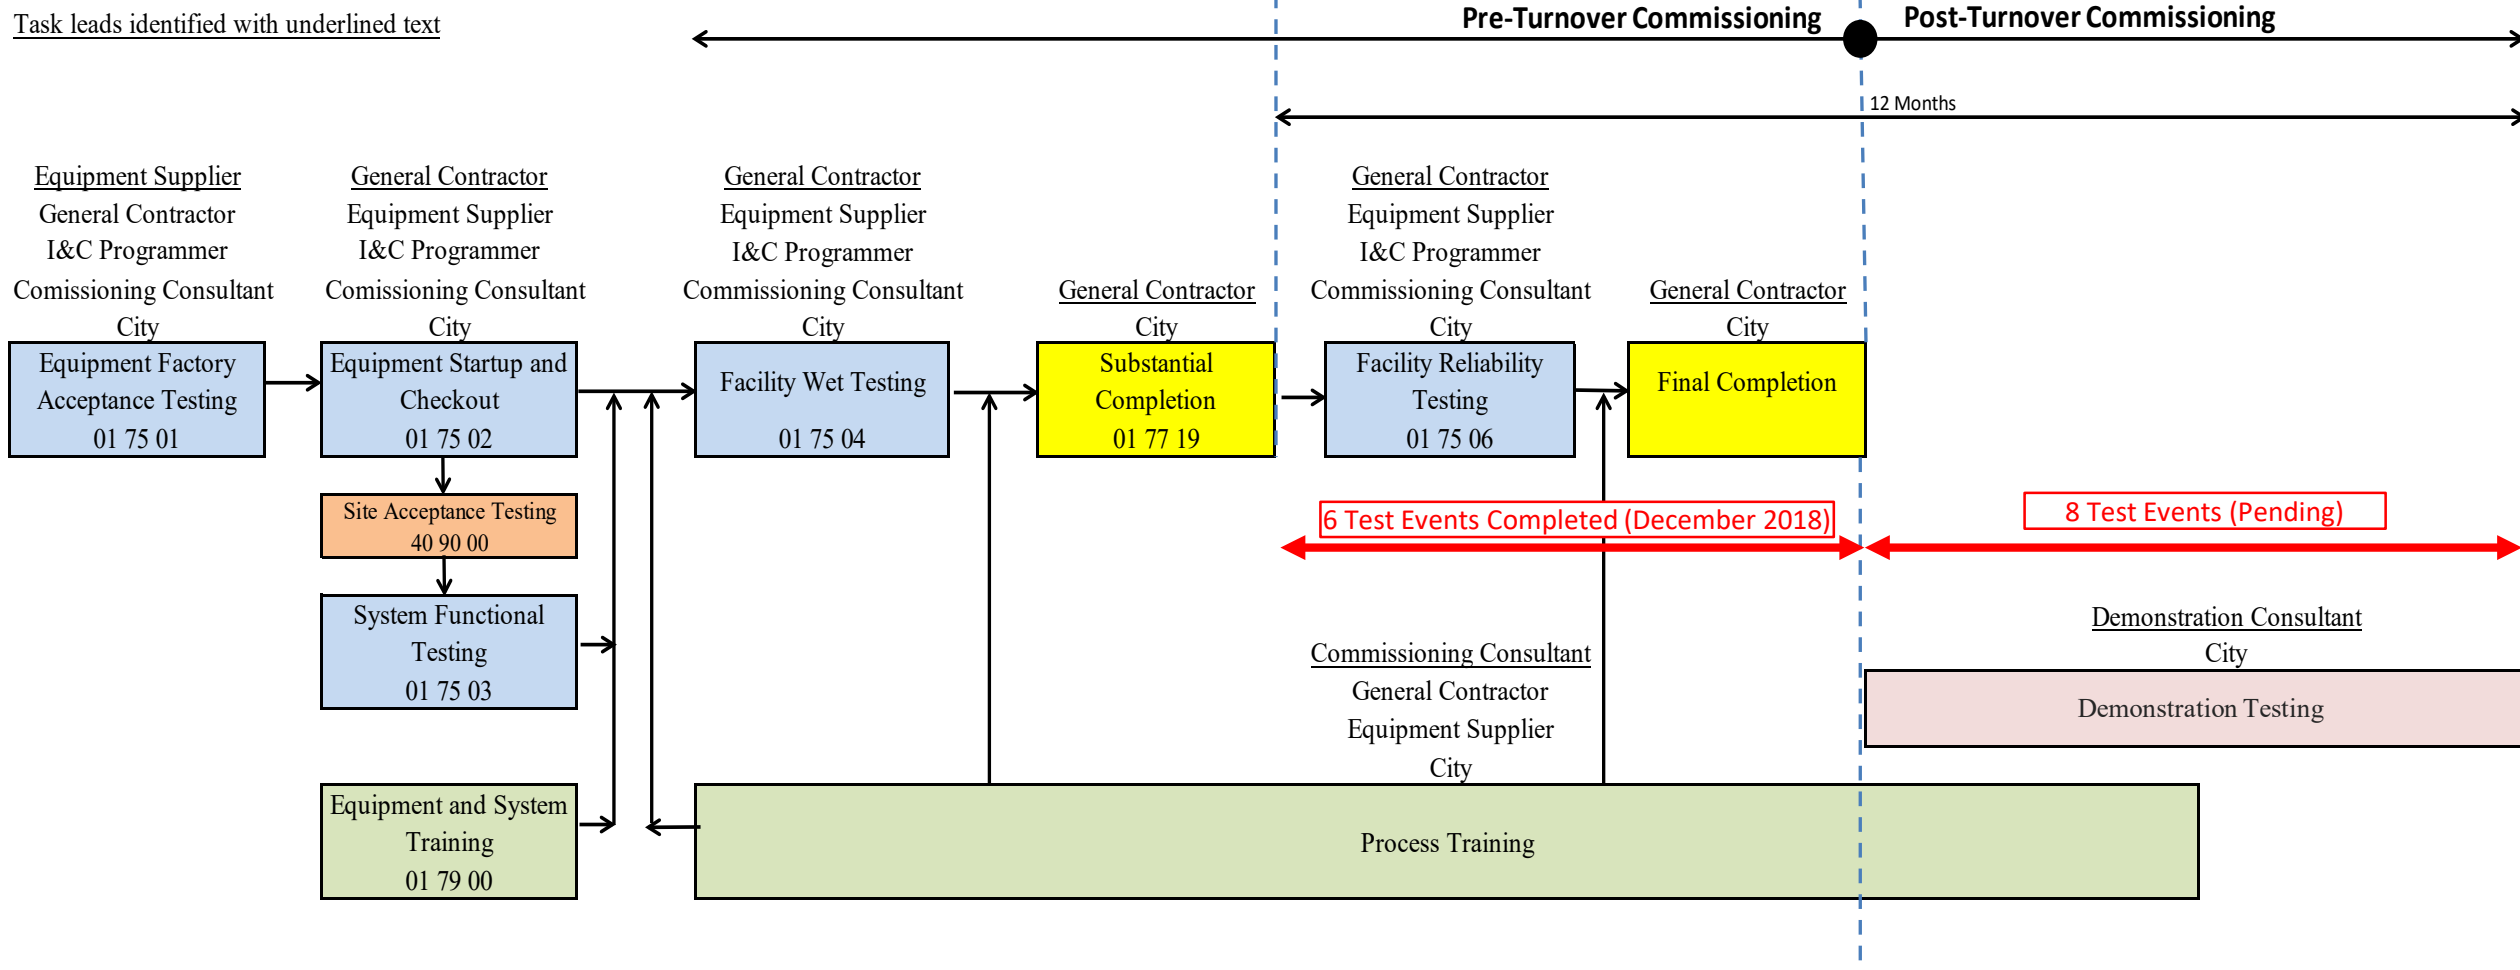 Task leads identified with underlined text
Pre-Turnover Commissioning
Post-Turnover Commissioning
12 Months
Equipment Supplier
General Contractor
I&C Programmer
Comissioning Consultant
City
Equipment Factory
Acceptance Testing
01 75 01
General Contractor
Equipment Supplier
I&C Programmer
Comissioning Consultant
City
Equipment Startup and
Checkout
01 75 02
Site Acceptance Testing
40 90 00
System Functional
Testing
01 75 03
Equipment and System
Training
01 79 00
General Contractor
Equipment Supplier
I&C Programmer
Commissioning Consultant
City
Facility Wet Testing
01 75 04
General Contractor
City
Substantial
Completion
01 77 19
General Contractor
Equipment Supplier
I&C Programmer
Commissioning Consultant
City
Facility Reliability
Testing
01 75 06
General Contractor
City
Final Completion
6 Test Events Completed (December 2018)
8 Test Events (Pending)
Commissioning Consultant
General Contractor
Equipment Supplier
City
Process Training
Demonstration Consultant
City
Demonstration Testing